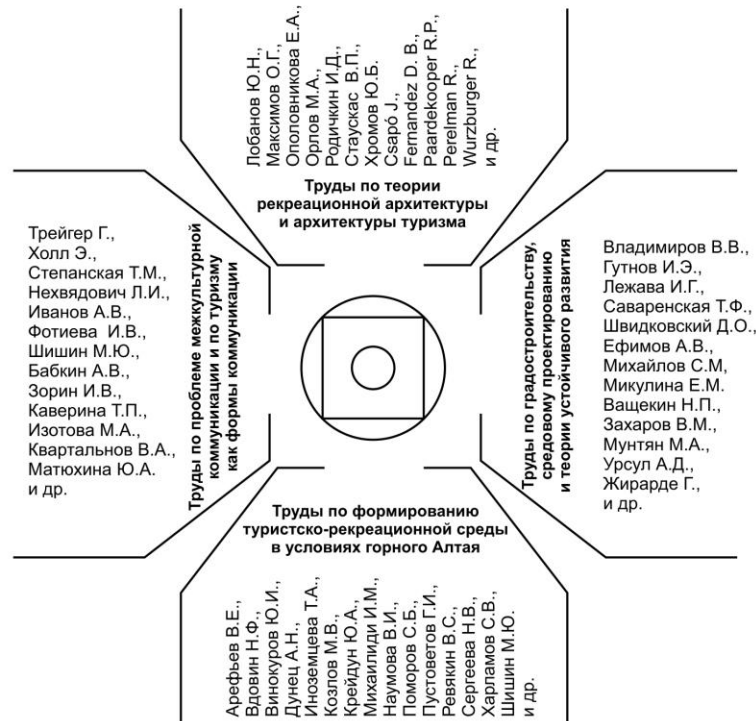 Лобанов Ю.Н.,
Максимов О.Г.,
Ополовникова Е.А.,
Орлов М.А.,
Родичкин И.Д.,
Стаускас В.П.,
Хромов Ю.Б.
Csapó J.,
Fernandez D. B.,
Paardekooper R.P.,
Perelman R.,
Wurzburger R.,
и др.
Труды по теории
рекреационной архитектуры
и архитектуры туризма
Трейгер Г.,
Холл Э.,
Степанская Т.М.,
Нехвядович Л.И.,
Иванов А.В.,
Фотиева И.В.,
Шишин М.Ю.,
Бабкин А.В.,
Зорин И.В.,
Каверина Т.П.,
Изотова М.А.,
Квартальнов В.А.,
Матюхина Ю.А.
и др.
Труды по проблеме межкультурной
коммуникации и по туризму
как формы коммуникации
Труды по градостроительству,
средовому проектированию
и теории устойчивого развития
Владимиров В.В.,
Гутнов И.Э.,
Лежава И.Г.,
Саваренская Т.Ф.,
Швидковский Д.О.,
Ефимов А.В.,
Михайлов С.М,
Микулина Е.М.
Ващекин Н.П.,
Захаров В.М.,
Мунтян М.А.,
Урсул А.Д.,
Жирарде Г.,
и др.
Труды по формированию
туристско-рекреационной среды
в условиях горного Алтая
Арефьев В.Е.,
Вдовин Н.Ф.,
Винокуров Ю.И.,
Дунец А.Н.,
Иноземцева Т.А.,
Козлов М.В.,
Крейдун Ю.А.,
Михаилиди И.М.,
Наумова В.И.,
Поморов С.Б.,
Пустоветов Г.И.,
Ревякин В.С.,
Сергеева Н.В.,
Харламов С.В.,
Шишин М.Ю.
и др.